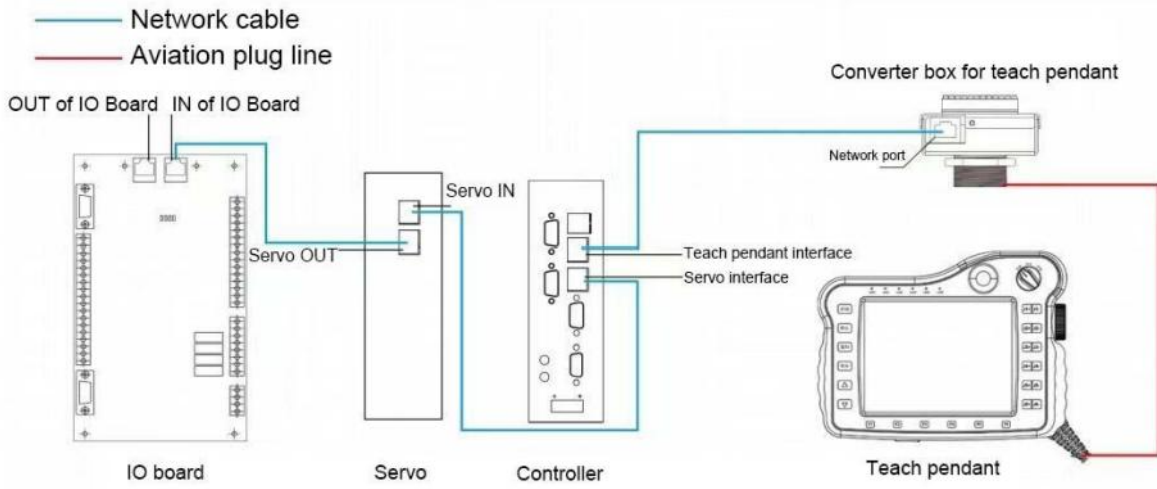 Network cable
Aviation plug line
Converter box for teach pendant
OUT of IO Board
IN of IO Board
Network port
Servo IN
Servo OUT
Teach pendant interface
Servo interface
IO board
Servo
Controller
Teach pendant